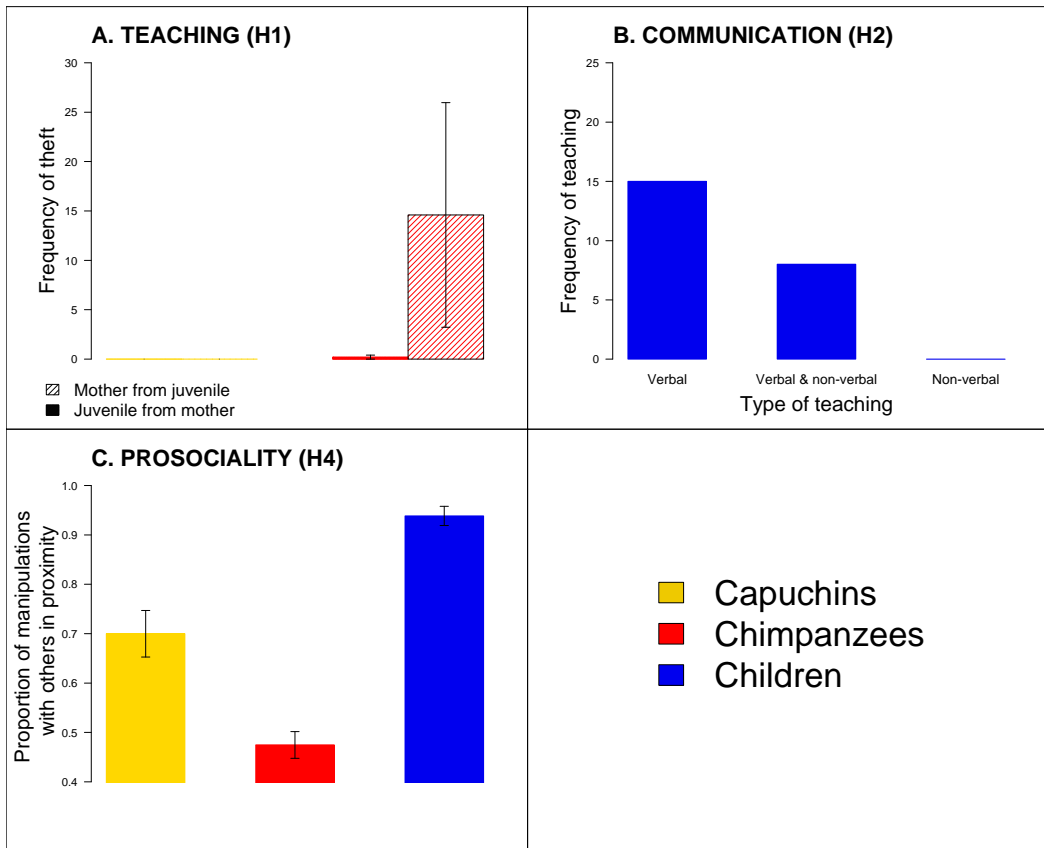 A. TEACHING (H1)
Frequency of theft
30
25
20
15
10
5
0
Mother from juvenile
Juvenile from mother
B. COMMUNICATION (H2)
Frequency of teaching
25
20
15
10
5
0
Verbal
Verbal & non-verbal
Non-verbal
Type of teaching
C. PROSOCIALITY (H4)
Proportion of manipulations
with others in proximity
1.0
0.9
0.8
0.7
0.6
0.5
0.4
Capuchins
Chimpanzees
Children